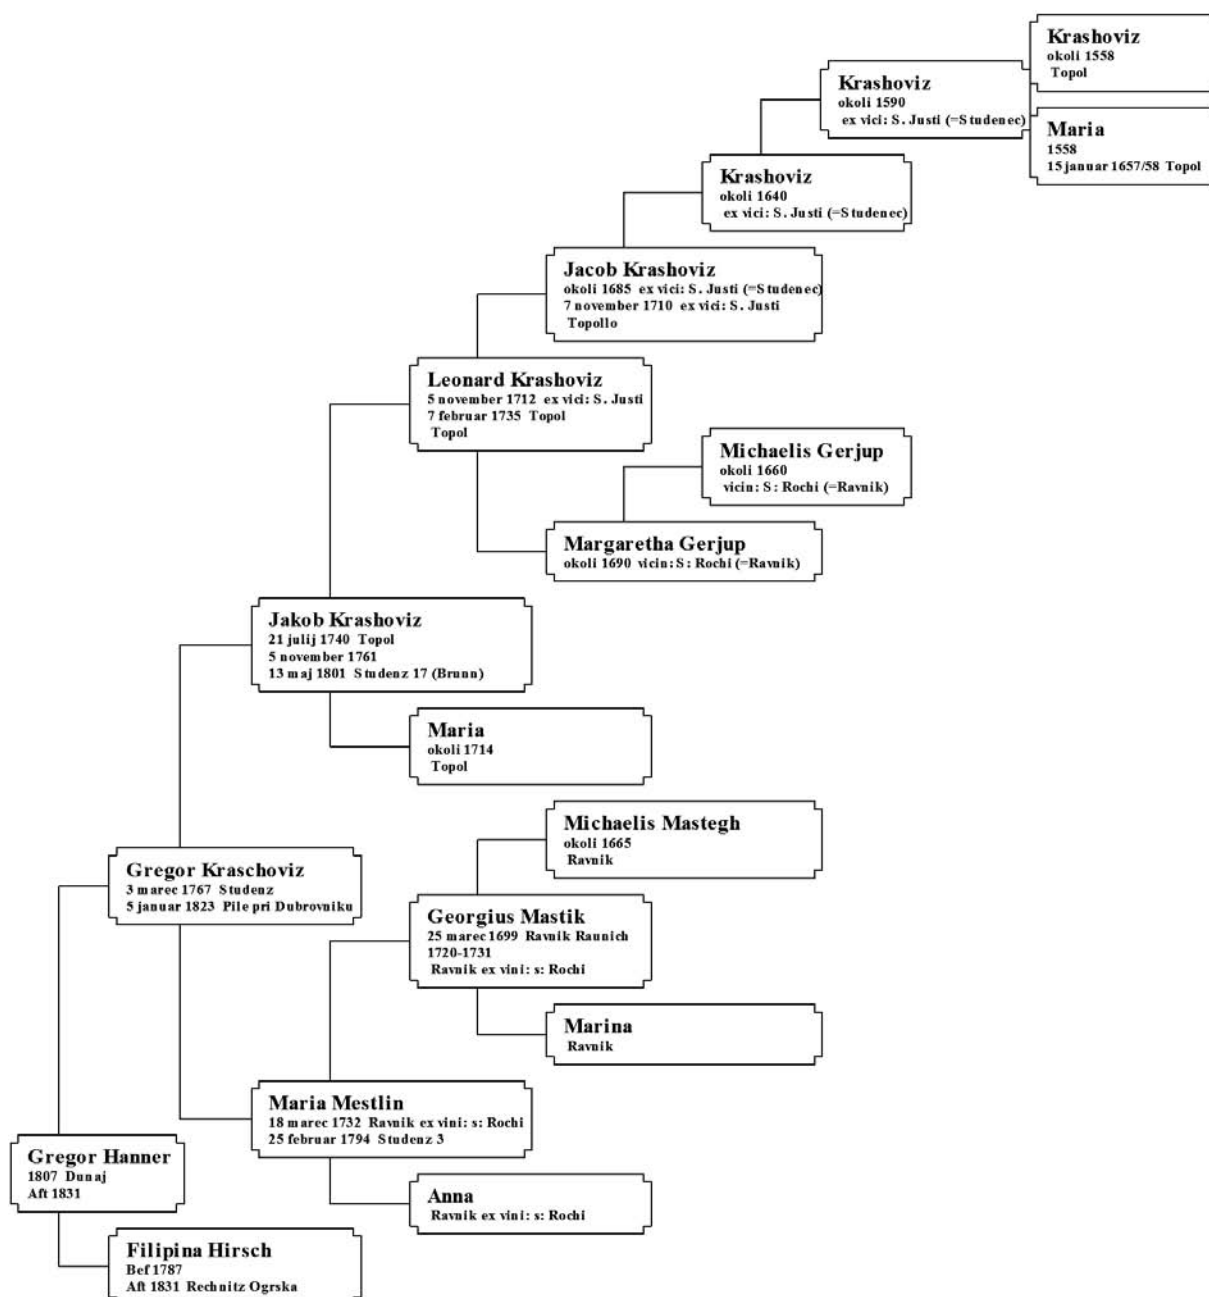 Krashoviz
okoli 1558
Topol
Krashoviz
okoli 1590
ex vici: S. Justi (=Studenec)
Maria
1558
15 januar 1657/58 Topol
Krashoviz
okoli 1640
ex vici: S. Justi (=Studenec)
Jacob Krashoviz
okoli 1685 ex vici: S. Justi (=Studenec)
7 november 1710 ex vici: S. Justi
Topollo
Leonard Krashoviz
5 november 1712 ex vici: S. Justi
7 februar 1735 Topol
Topol
Michaelis Gerjup
okoli 1660
vicin: S: Rochi (=Ravnik)
Margaretha Gerjup
okoli 1690 vicin: S: Rochi (=Ravnik)
Jakob Krashoviz
21 julij 1740 Topol
5 november 1761
13 maj 1801 Studenz 17 (Brunn)
Maria
okoli 1714
Topol
Michaelis Mastegh
okoli 1665
Ravnik
Gregor Kraschoviz
3 marec 1767 Studenz
5 januar 1823 Pile pri Dubrovniku
Georgius Mastik
25 marec 1699 Ravnik Raunich
1720-1731
Ravnik ex vini: s: Rochi
Marina
Ravnik
Maria Mestlin
18 marec 1732 Ravnik ex vini: s: Rochi
25 februar 1794 Studenz 3
Gregor Hanner
1807 Dunaj
Aft 1831
Anna
Ravnik ex vini: s: Rochi
Filipina Hirsch
Bef 1787
Aft 1831 Rechnitz Ogrska